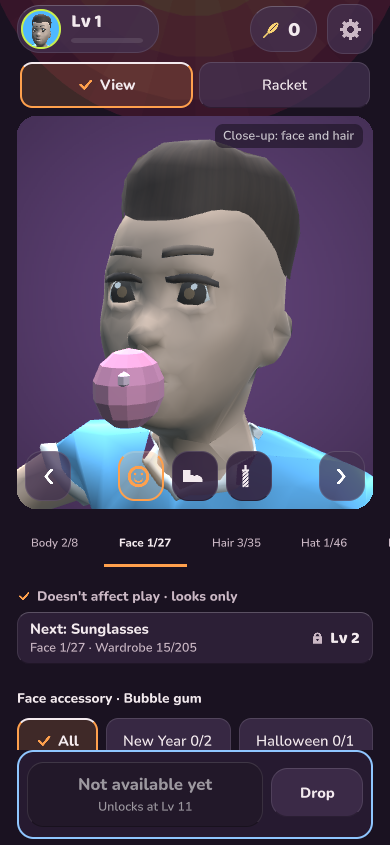 Lv 1
0
View
Racket
Close-up: face and hair
Body 2/8
Face 1/27
Hair 3/35
Hat 1/46
Doesn't affect play · looks only
Next: Sunglasses
Face 1/27 · Wardrobe 15/205
Lv 2
Face accessory · Bubble gum
All
New Year 0/2
Halloween 0/1
Not available yet
Unlocks at Lv 11
Drop